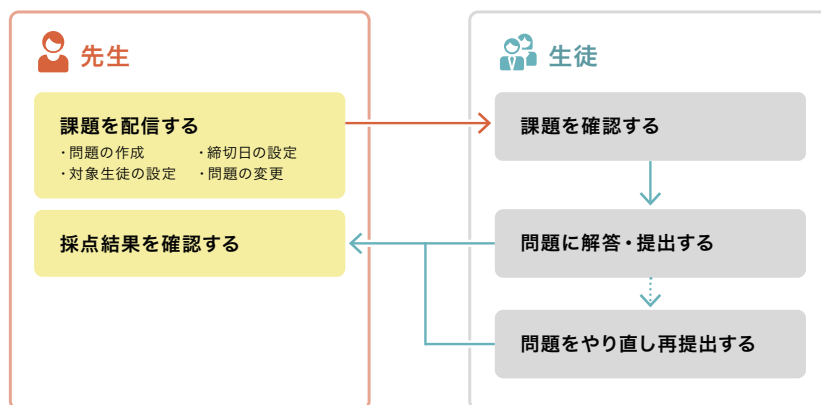 先生
課題を配信する
・問題の作成 ・締切日の設定
・対象生徒の設定 ・問題の変更
採点結果を確認する
生徒
課題を確認する
問題に解答・提出する
問題をやり直し再提出する